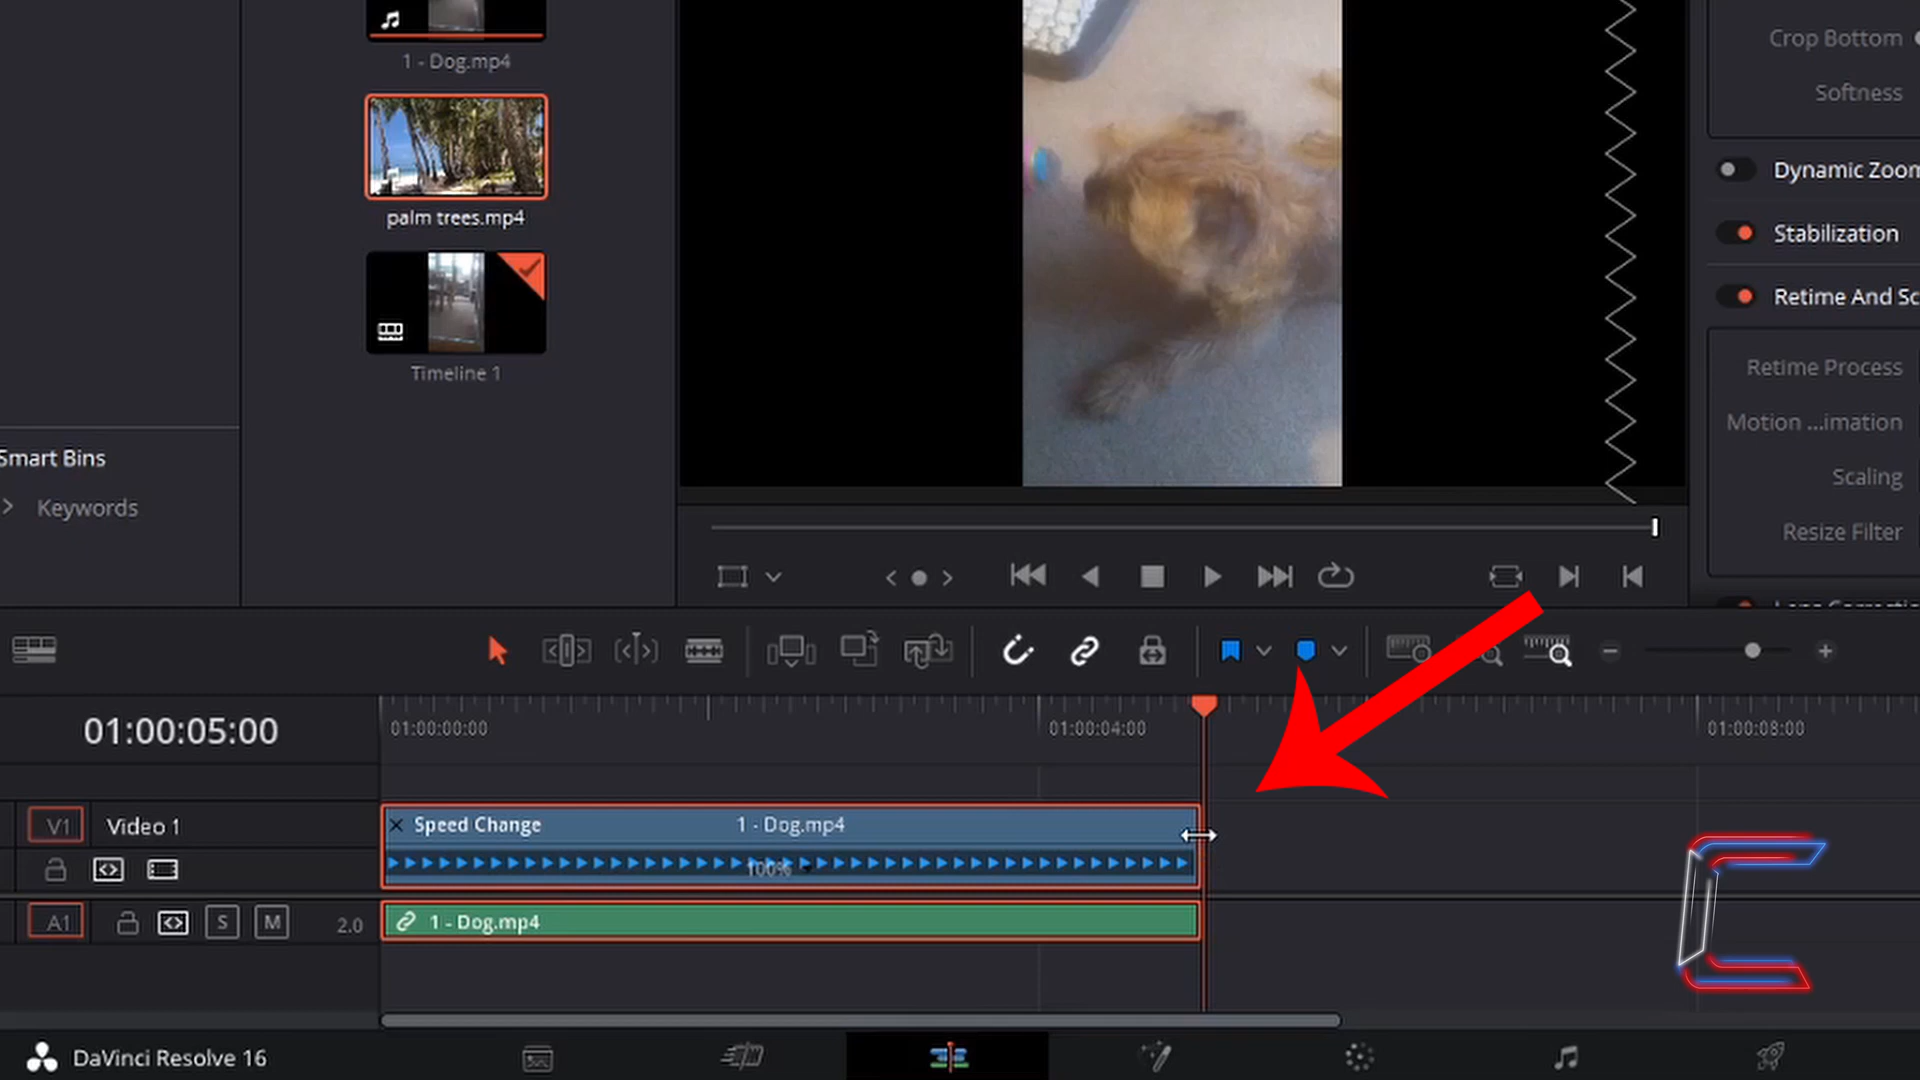 1 - Dog.mp4
palm trees.mp4
Timeline 1
Smart Bins
Keywords
Crop Bottom
Softness
Dynamic Zoom
Stabilization
Retime And Sc
Retime Process
Motion ...imation
Scaling
Resize Filter
01:00:05:00
01:00:00:00
01:00:04:00
01:00:08:00
V1
Video 1
Speed Change
1 - Dog.mp4
100%
A1
S
M
2.0
1 - Dog.mp4
DaVinci Resolve 16